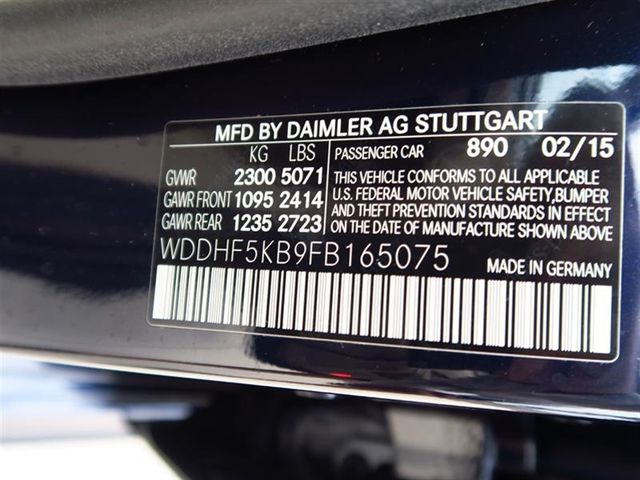 MFD BY DAIMLER AG STUTTGART
KG LBS
GVWR 2300 5071
GAWR FRONT 1095 2414
GAWR REAR 1235 2723
PASSENGER CAR 890 02/15
THIS VEHICLE CONFORMS TO ALL APPLICABLE
U.S. FEDERAL MOTOR VEHICLE SAFETY,BUMPER
AND THEFT PREVENTION STANDARDS IN EFFECT
ON THE DATE OF MANUFACTURE SHOWN ABOVE
WDDHF5KB9FB165075
MADE IN GERMANY